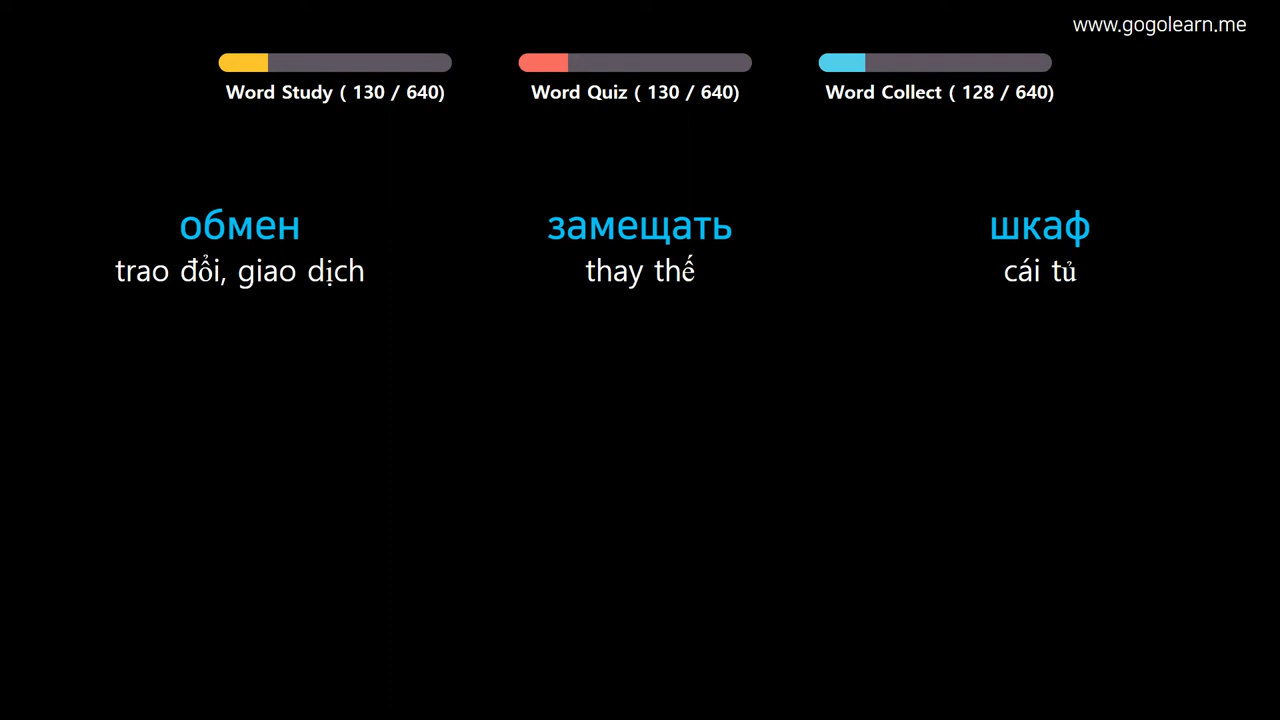 www.gogolearn.me
Word Study ( 130 / 640)
Word Quiz ( 130 / 640)
Word Collect ( 128 / 640)
обмен
trao đổi, giao dịch
замещать
thay thế
шкаф
cái tủ